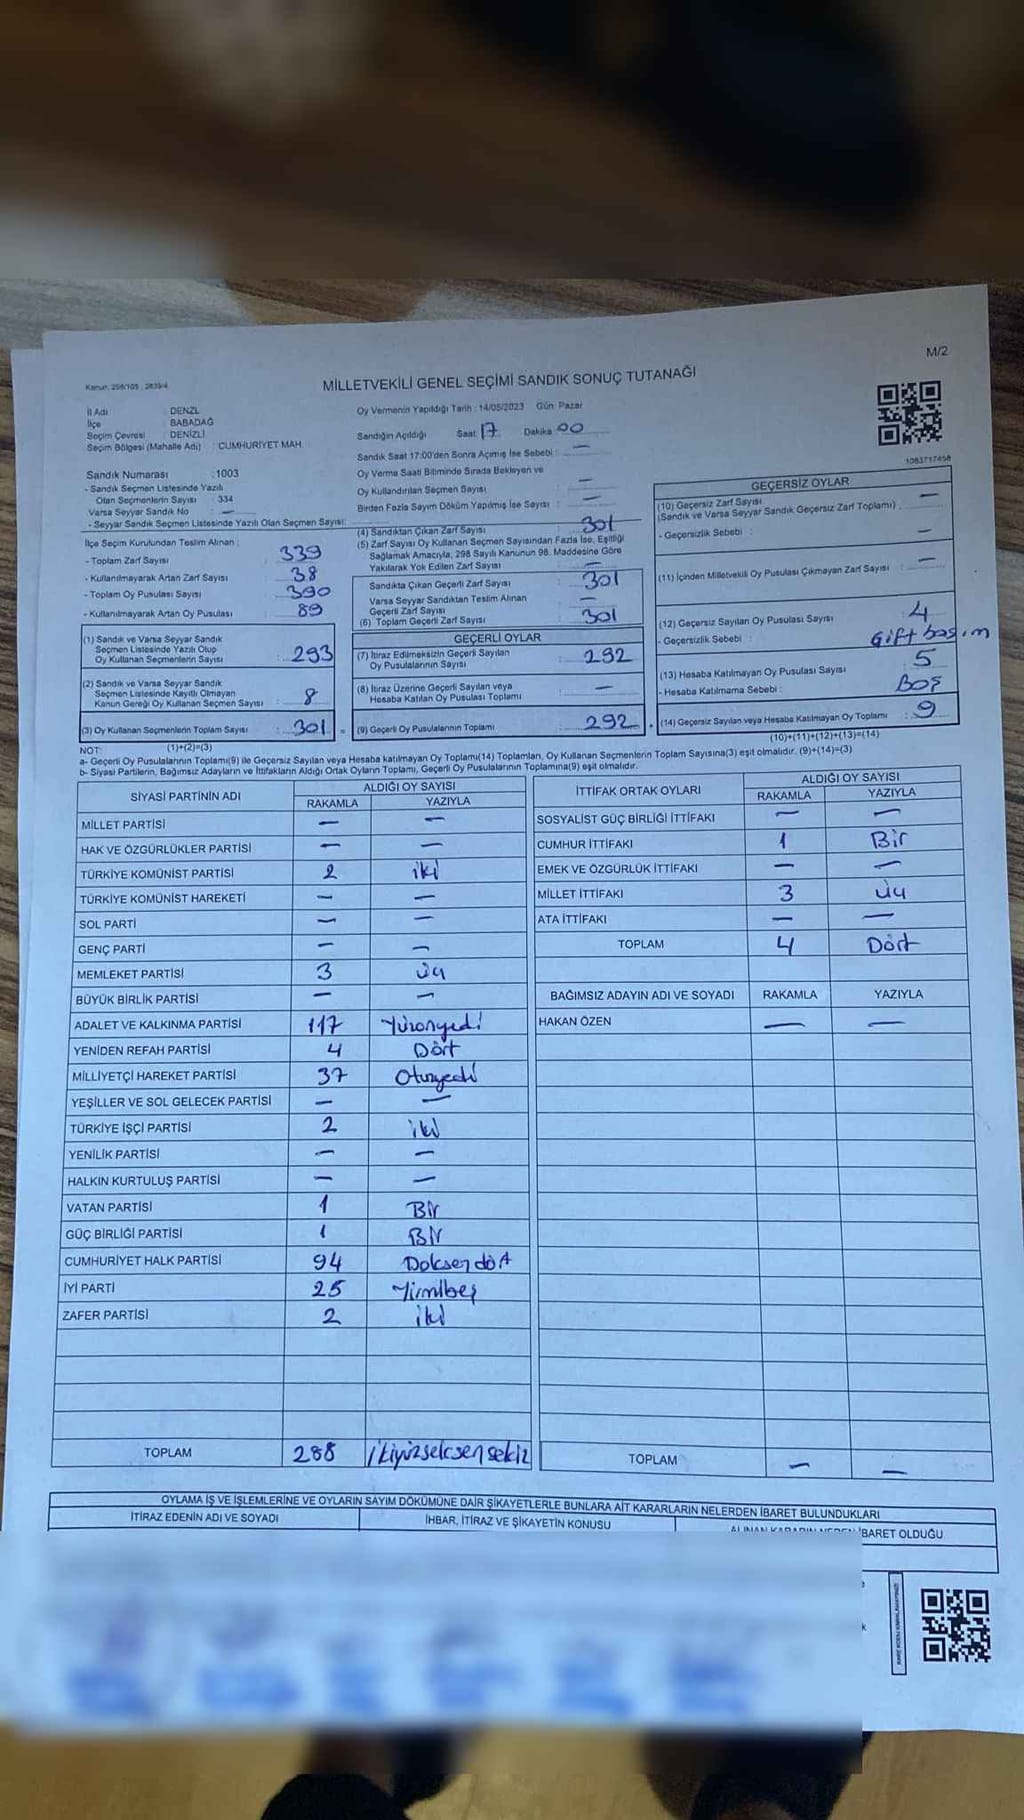 M/2
Kanun: 298/105 , 2839/4
MİLLETVEKİLİ GENEL SEÇİMİ SANDIK SONUÇ TUTANAĞI
İl Adı : DENZL
İlçe : BABADAĞ
Seçim Çevresi : DENİZLİ
Seçim Bölgesi (Mahalle Adı) : CUMHURIYET MAH.
Oy Vermenin Yapıldığı Tarih : 14/05/2023 Gün: Pazar
Sandığın Açıldığı Saat: 17 Dakika: 00
Sandık Saat 17:00'den Sonra Açımış İse Sebebi : —
Sandık Numarası : 1003
- Sandık Seçmen Listesinde Yazılı
Olan Seçmenlerin Sayısı : 334
Varsa Seyyar Sandık No : —
- Seyyar Sandık Seçmen Listesinde Yazılı Olan Seçmen Sayısı:
Oy Verme Saati Bitiminde Sırada Bekleyen ve
Oy Kullandırılan Seçmen Sayısı : —
Birden Fazla Sayım Döküm Yapılmış İse Sayısı : —
1083717458
İlçe Seçim Kurulundan Teslim Alınan :
- Toplam Zarf Sayısı : 339
- Kullanılmayarak Artan Zarf Sayısı : 38
- Toplam Oy Pusulası Sayısı : 390
- Kullanılmayarak Artan Oy Pusulası : 89
(4) Sandıktan Çıkan Zarf Sayısı : 301
(5) Zarf Sayısı Oy Kullanan Seçmen Sayısından Fazla İse, Eşitliği
Sağlamak Amacıyla, 298 Sayılı Kanunun 98. Maddesine Göre
Yakılarak Yok Edilen Zarf Sayısı : —
Sandıkta Çıkan Geçerli Zarf Sayısı : 301
Varsa Seyyar Sandıktan Teslim Alınan
Geçerli Zarf Sayısı : —
(6) Toplam Geçerli Zarf Sayısı : 301
GEÇERSİZ OYLAR
(10) Geçersiz Zarf Sayısı
(Sandık ve Varsa Seyyar Sandık Geçersiz Zarf Toplamı) : —
- Geçersizlik Sebebi : —
(11) İçinden Milletvekili Oy Pusulası Çıkmayan Zarf Sayısı : —
(12) Geçersiz Sayılan Oy Pusulası Sayısı : 4
- Geçersizlik Sebebi : Çift basım
(13) Hesaba Katılmayan Oy Pusulası Sayısı : 5
- Hesaba Katılmama Sebebi : Boş
(14) Geçersiz Sayılan veya Hesaba Katılmayan Oy Toplamı : 9
(10)+(11)+(12)+(13)=(14)
(1) Sandık ve Varsa Seyyar Sandık
Seçmen Listesinde Yazılı Olup
Oy Kullanan Seçmenlerin Sayısı : 293
(2) Sandık ve Varsa Seyyar Sandık
Seçmen Listesinde Kayıtlı Olmayan
Kanun Gereği Oy Kullanan Seçmen Sayısı : 8
(3) Oy Kullanan Seçmenlerin Toplam Sayısı : 301
GEÇERLİ OYLAR
(7) İtiraz Edilmeksizin Geçerli Sayılan
Oy Pusulalarının Sayısı : 292
(8) İtiraz Üzerine Geçerli Sayılan veya
Hesaba Katılan Oy Pusulası Toplamı : —
(9) Geçerli Oy Pusulalarının Toplamı : 292
NOT: (1)+(2)=(3)
a- Geçerli Oy Pusulalarının Toplamı(9) ile Geçersiz Sayılan veya Hesaba katılmayan Oy Toplamı(14) Toplamları, Oy Kullanan Seçmenlerin Toplam Sayısına(3) eşit olmalıdır. (9)+(14)=(3)
b- Siyasi Partilerin, Bağımsız Adayların ve İttifakların Aldığı Ortak Oyların Toplamı, Geçerli Oy Pusulalarının Toplamına(9) eşit olmalıdır.
SİYASİ PARTİNİN ADI ALDIĞI OY SAYISI
RAKAMLA YAZIYLA
MİLLET PARTİSİ — —
HAK VE ÖZGÜRLÜKLER PARTİSİ — —
TÜRKİYE KOMÜNİST PARTİSİ 2 iki
TÜRKİYE KOMÜNİST HAREKETİ — —
SOL PARTİ — —
GENÇ PARTİ — —
MEMLEKET PARTİSİ 3 üç
BÜYÜK BİRLİK PARTİSİ — —
ADALET VE KALKINMA PARTİSİ 117 Yüzonyedi
YENİDEN REFAH PARTİSİ 4 Dört
MİLLİYETÇİ HAREKET PARTİSİ 37 Otuzyedi
YEŞİLLER VE SOL GELECEK PARTİSİ — —
TÜRKİYE İŞÇİ PARTİSİ 2 iki
YENİLİK PARTİSİ — —
HALKIN KURTULUŞ PARTİSİ — —
VATAN PARTİSİ 1 Bir
GÜÇ BİRLİĞİ PARTİSİ 1 Bir
CUMHURİYET HALK PARTİSİ 94 Doksendört
İYİ PARTİ 25 Yirmibeş
ZAFER PARTİSİ 2 iki
TOPLAM 288 ikiyüzseksensekiz
İTTİFAK ORTAK OYLARI ALDIĞI OY SAYISI
RAKAMLA YAZIYLA
SOSYALİST GÜÇ BİRLİĞİ İTTİFAKI — —
CUMHUR İTTİFAKI 1 Bir
EMEK VE ÖZGÜRLÜK İTTİFAKI — —
MİLLET İTTİFAKI 3 üç
ATA İTTİFAKI — —
TOPLAM 4 Dört
BAĞIMSIZ ADAYIN ADI VE SOYADI RAKAMLA YAZIYLA
HAKAN ÖZEN — —
TOPLAM — —
OYLAMA İŞ VE İŞLEMLERİNE VE OYLARIN SAYIM DÖKÜMÜNE DAİR ŞİKAYETLERLE BUNLARA AİT KARARLARIN NELERDEN İBARET BULUNDUKLARI
İTİRAZ EDENİN ADI VE SOYADI İHBAR, İTİRAZ VE ŞİKAYETİN KONUSU ALINAN KARARIN NEDEN İBARET OLDUĞU